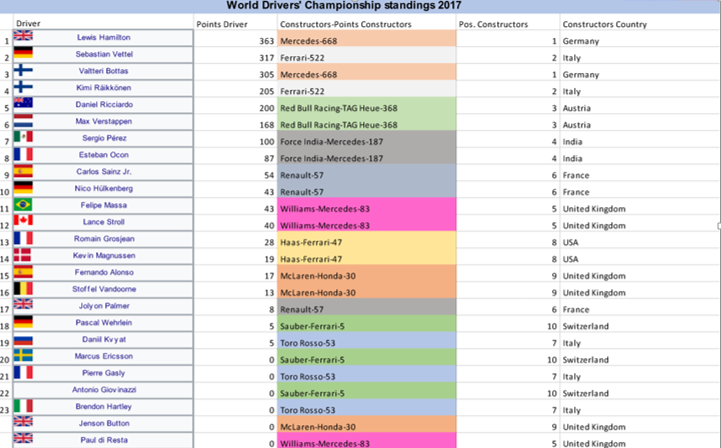 World Drivers' Championship standings 2017
Driver Points Driver Constructors-Points Constructors Pos. Constructors Constructors Country
1 Lewis Hamilton 363 Mercedes-668 1 Germany
2 Sebastian Vettel 317 Ferrari-522 2 Italy
3 Valtteri Bottas 305 Mercedes-668 1 Germany
4 Kimi Räikkönen 205 Ferrari-522 2 Italy
5 Daniel Ricciardo 200 Red Bull Racing-TAG Heue-368 3 Austria
6 Max Verstappen 168 Red Bull Racing-TAG Heue-368 3 Austria
7 Sergio Pérez 100 Force India-Mercedes-187 4 India
8 Esteban Ocon 87 Force India-Mercedes-187 4 India
9 Carlos Sainz Jr. 54 Renault-57 6 France
10 Nico Hülkenberg 43 Renault-57 6 France
11 Felipe Massa 43 Williams-Mercedes-83 5 United Kingdom
12 Lance Stroll 40 Williams-Mercedes-83 5 United Kingdom
13 Romain Grosjean 28 Haas-Ferrari-47 8 USA
14 Kevin Magnussen 19 Haas-Ferrari-47 8 USA
15 Fernando Alonso 17 McLaren-Honda-30 9 United Kingdom
16 Stoffel Vandoorne 13 McLaren-Honda-30 9 United Kingdom
17 Jolyon Palmer 8 Renault-57 6 France
18 Pascal Wehrlein 5 Sauber-Ferrari-5 10 Switzerland
19 Daniil Kvyat 5 Toro Rosso-53 7 Italy
20 Marcus Ericsson 0 Sauber-Ferrari-5 10 Switzerland
21 Pierre Gasly 0 Toro Rosso-53 7 Italy
22 Antonio Giovinazzi 0 Sauber-Ferrari-5 10 Switzerland
23 Brendon Hartley 0 Toro Rosso-53 7 Italy
Jenson Button 0 McLaren-Honda-30 9 United Kingdom
Paul di Resta 0 Williams-Mercedes-83 5 United Kingdom